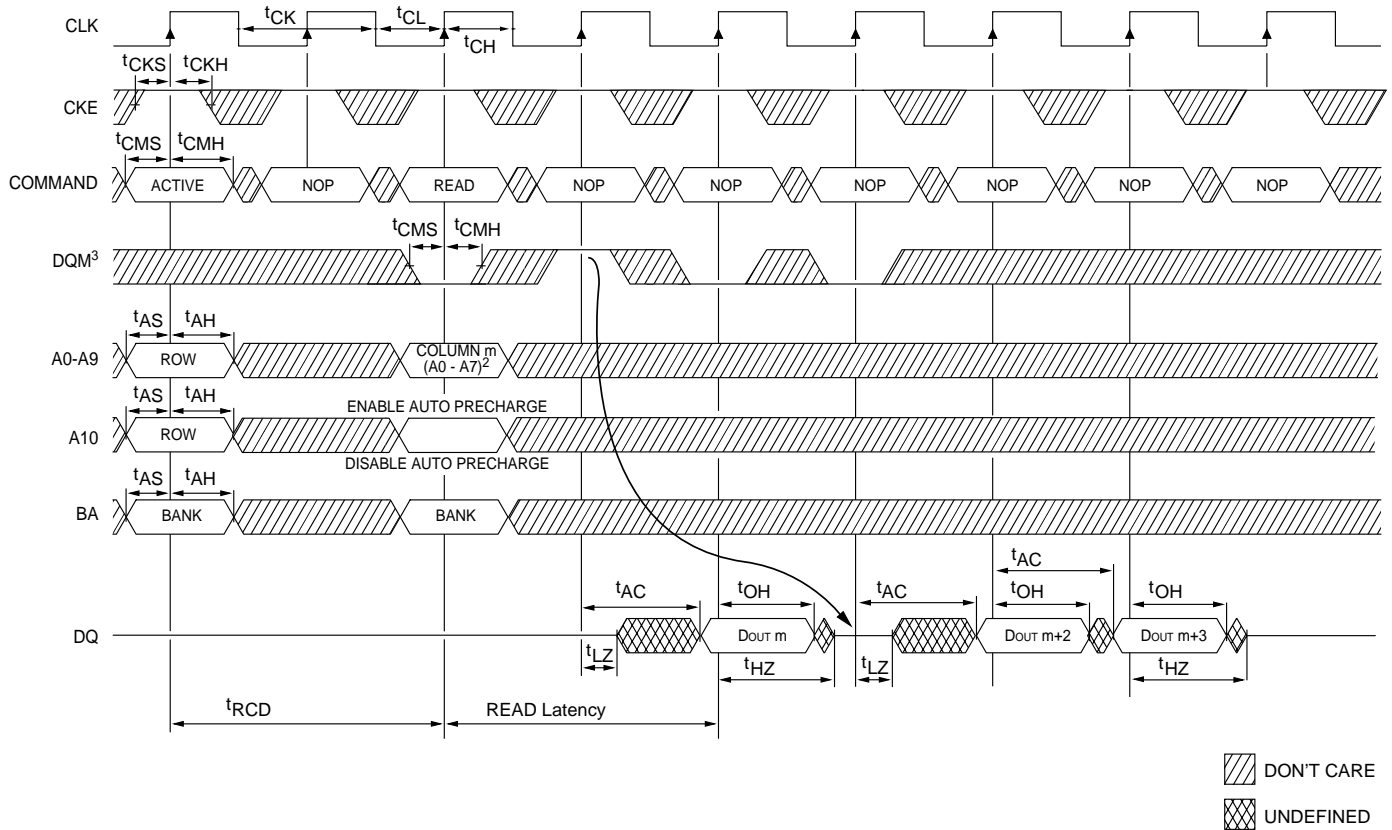 CLK
tCK
tCL
tCH
tCKS
tCKH
CKE
tCMS
tCMH
COMMAND
ACTIVE
NOP
READ
NOP
NOP
NOP
NOP
NOP
NOP
tCMS
tCMH
DQM3
tAS
tAH
A0-A9
ROW
COLUMN m
(A0 - A7)2
tAS
tAH
ENABLE AUTO PRECHARGE
A10
ROW
DISABLE AUTO PRECHARGE
tAS
tAH
BA
BANK
BANK
tAC
tOH
tAC
tAC
tOH
tOH
DQ
DOUT m
DOUT m+2
DOUT m+3
tLZ
tHZ
tLZ
tHZ
tRCD
READ Latency
DON'T CARE
UNDEFINED